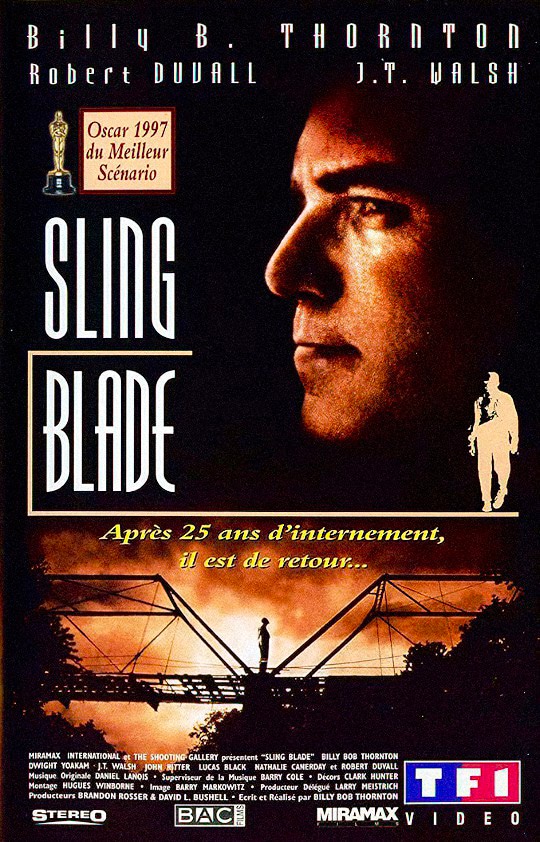 Billy B. THORNTON
Robert DUVALL J.T. WALSH
Oscar 1997
du Meilleur
Scénario
SLING
BLADE
Après 25 ans d'internement,
il est de retour...
MIRAMAX INTERNATIONAL et THE SHOOTING GALLERY présentent "SLING BLADE" BILLY BOB THORNTON
DWIGHT YOAKAM • J.T. WALSH JOHN RITTER LUCAS BLACK NATHALIE CANERDAY et ROBERT DUVALL
Musique Originale DANIEL LANOIS • Superviseur de la Musique BARRY COLE • Décors CLARK HUNTER
Montage HUGUES WINBORNE • Image BARRY MARKOWITZ • Producteur Délégué LARRY MEISTRICH
Producteurs BRANDON ROSSER & DAVID L. BUSHELL • Ecrit et Réalisé par BILLY BOB THORNTON
TF1
STEREO BAC FILMS MIRAMAX FILMS VIDEO